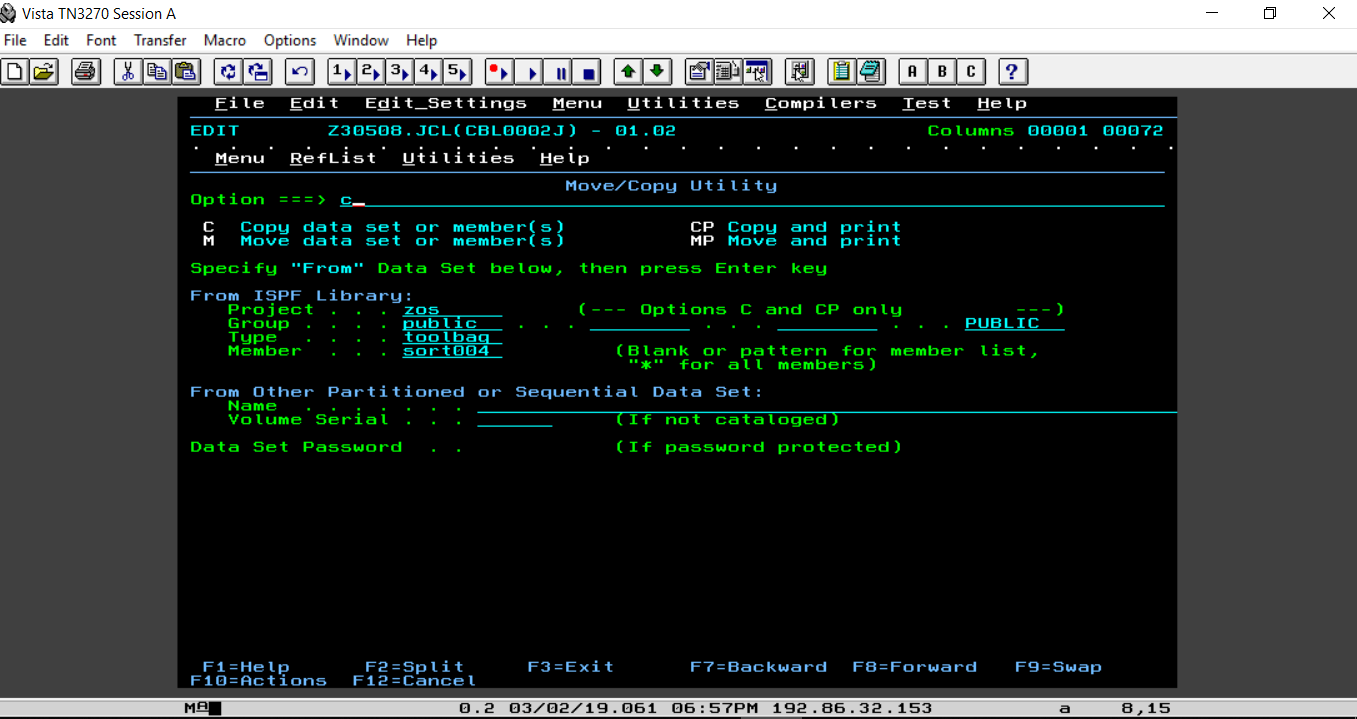 Vista TN3270 Session A
File Edit Font Transfer Macro Options Window Help
1 2 3 4 5 A B C ?
File Edit Edit_Settings Menu Utilities Compilers Test Help
EDIT Z30508.JCL(CBL0002J) - 01.02 Columns 00001 00072
. . . . . . . . . . . . . . . . . . . . . . . . . . .
Menu RefList Utilities Help
Move/Copy Utility
Option ===> c_
C Copy data set or member(s) CP Copy and print
M Move data set or member(s) MP Move and print
Specify "From" Data Set below, then press Enter key
From ISPF Library:
Project . . . zos (--- Options C and CP only ---)
Group . . . . public . . . . . . . . . PUBLIC
Type . . . . toolbag
Member . . . sort004 (Blank or pattern for member list,
"*" for all members)
From Other Partitioned or Sequential Data Set:
Name . . . . . . .
Volume Serial . . . (If not cataloged)
Data Set Password . . (If password protected)
F1=Help F2=Split F3=Exit F7=Backward F8=Forward F9=Swap
F10=Actions F12=Cancel
MA 0.2 03/02/19.061 06:57PM 192.86.32.153 a 8,15